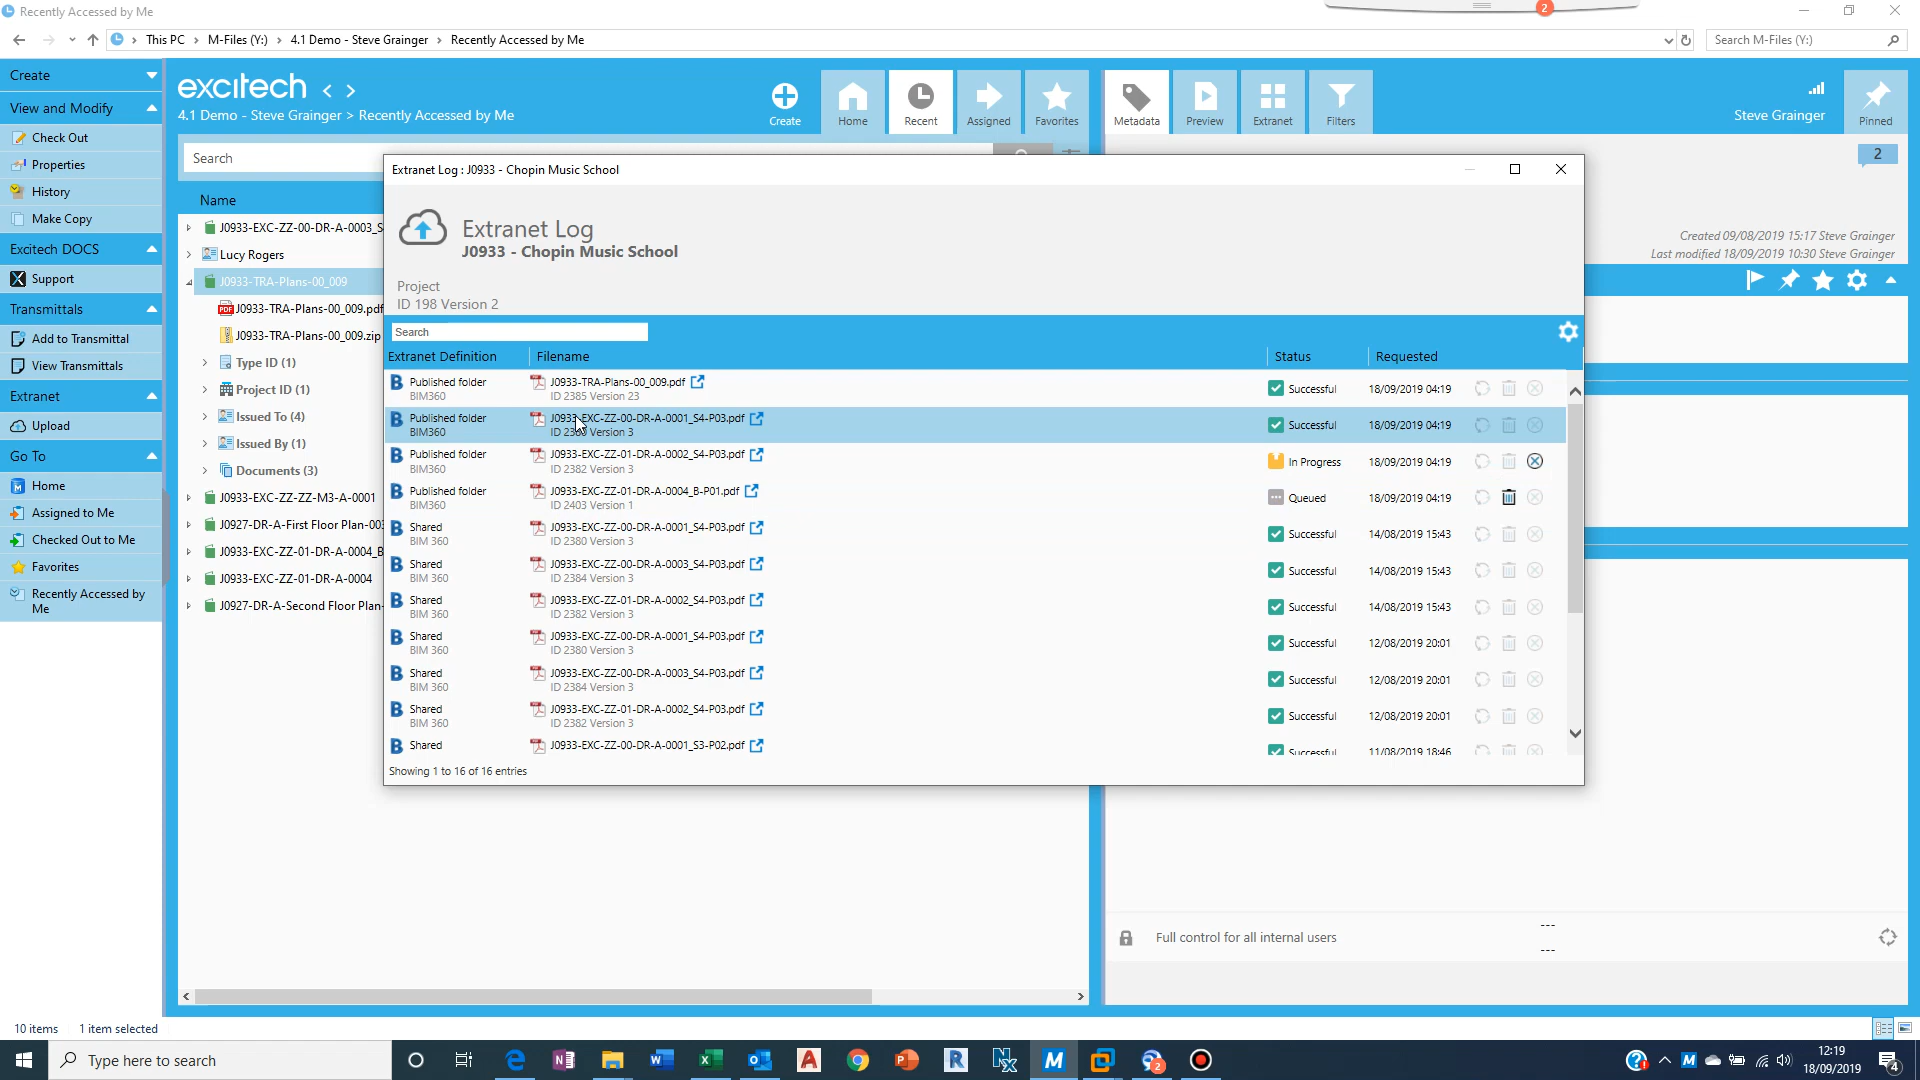 Recently Accessed by Me
2
This PC > M-Files (Y:) > 4.1 Demo - Steve Grainger > Recently Accessed by Me
Search M-Files (Y:)
Create
View and Modify
Check Out
Properties
History
Make Copy
Excitech DOCS
Support
Transmittals
Add to Transmittal
View Transmittals
Extranet
Upload
Go To
Home
Assigned to Me
Checked Out to Me
Favorites
Recently Accessed by
Me
excitech < >
4.1 Demo - Steve Grainger > Recently Accessed by Me
Create
Home
Recent
Assigned
Favorites
Metadata
Preview
Extranet
Filters
Steve Grainger
Pinned
Search
2
Created 09/08/2019 15:17 Steve Grainger
Last modified 18/09/2019 10:30 Steve Grainger
Name
J0933-EXC-ZZ-00-DR-A-0003_S
Lucy Rogers
J0933-TRA-Plans-00_009
J0933-TRA-Plans-00_009.pdf
J0933-TRA-Plans-00_009.zip
Type ID (1)
Project ID (1)
Issued To (4)
Issued By (1)
Documents (3)
J0933-EXC-ZZ-ZZ-M3-A-0001
J0927-DR-A-First Floor Plan-003
J0933-EXC-ZZ-01-DR-A-0004_B
J0933-EXC-ZZ-01-DR-A-0004
J0927-DR-A-Second Floor Plan-
Extranet Log : J0933 - Chopin Music School
Extranet Log
J0933 - Chopin Music School
Project
ID 198 Version 2
Search
Extranet Definition Filename Status Requested
Published folder J0933-TRA-Plans-00_009.pdf Successful 18/09/2019 04:19
BIM360 ID 2385 Version 23
Published folder J0933-EXC-ZZ-00-DR-A-0001_S4-P03.pdf Successful 18/09/2019 04:19
BIM360 ID 2380 Version 3
Published folder J0933-EXC-ZZ-01-DR-A-0002_S4-P03.pdf In Progress 18/09/2019 04:19
BIM360 ID 2382 Version 3
Published folder J0933-EXC-ZZ-01-DR-A-0004_B-P01.pdf Queued 18/09/2019 04:19
BIM360 ID 2403 Version 1
Shared J0933-EXC-ZZ-00-DR-A-0001_S4-P03.pdf Successful 14/08/2019 15:43
BIM 360 ID 2380 Version 3
Shared J0933-EXC-ZZ-00-DR-A-0003_S4-P03.pdf Successful 14/08/2019 15:43
BIM 360 ID 2384 Version 3
Shared J0933-EXC-ZZ-01-DR-A-0002_S4-P03.pdf Successful 14/08/2019 15:43
BIM 360 ID 2382 Version 3
Shared J0933-EXC-ZZ-00-DR-A-0001_S4-P03.pdf Successful 12/08/2019 20:01
BIM 360 ID 2380 Version 3
Shared J0933-EXC-ZZ-00-DR-A-0003_S4-P03.pdf Successful 12/08/2019 20:01
BIM 360 ID 2384 Version 3
Shared J0933-EXC-ZZ-01-DR-A-0002_S4-P03.pdf Successful 12/08/2019 20:01
BIM 360 ID 2382 Version 3
Shared J0933-EXC-ZZ-00-DR-A-0001_S3-P02.pdf Successful 11/08/2019 18:46
Showing 1 to 16 of 16 entries
Full control for all internal users
---
---
10 items 1 item selected
Type here to search
2
12:19
18/09/2019
4